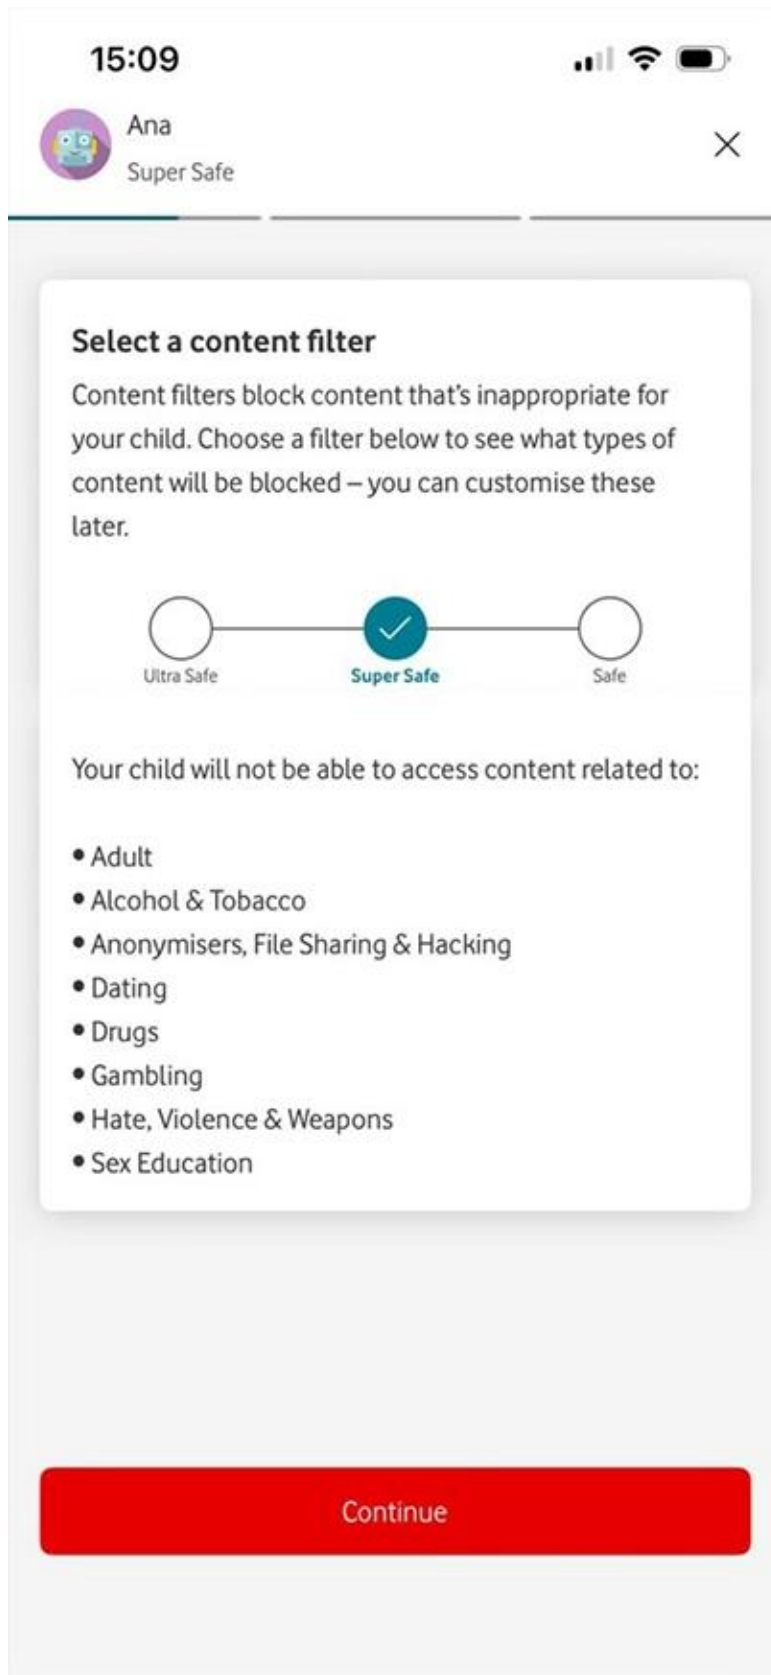 15:09
Ana
Super Safe
Select a content filter
Content filters block content that's inappropriate for
your child. Choose a filter below to see what types of
content will be blocked – you can customise these
later.
Ultra Safe
Super Safe
Safe
Your child will not be able to access content related to:
• Adult
• Alcohol & Tobacco
• Anonymisers, File Sharing & Hacking
• Dating
• Drugs
• Gambling
• Hate, Violence & Weapons
• Sex Education
Continue